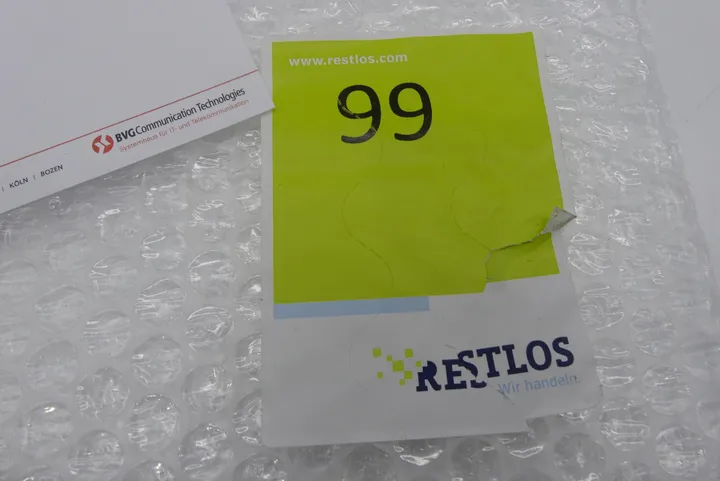 BVG Communication Technologies
Systemhaus für IT- und Telekommunikation
| KÖLN | BOZEN
www.restlos.com
99
RESTLOS
Wir handeln.